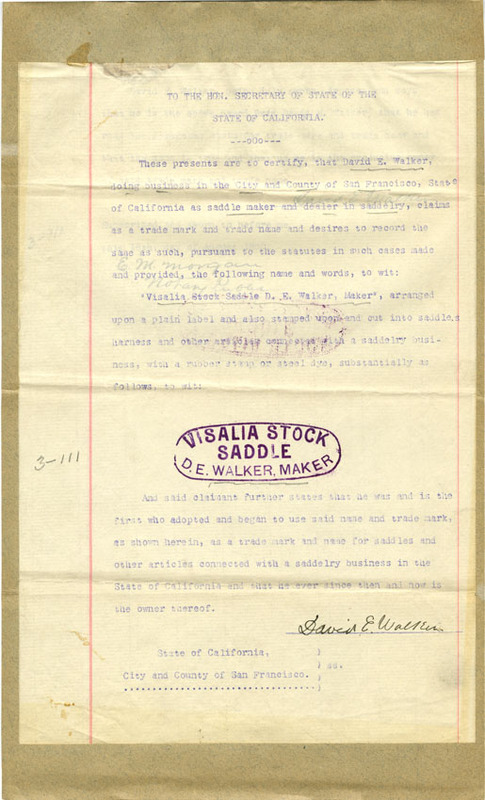 TO THE HON. SECRETARY OF STATE OF THE
STATE OF CALIFORNIA.
---oOo---
These presents are to certify, that David E. Walker,
doing business in the City and County of San Francisco, State
of California as saddle maker and dealer in saddelry, claims
as a trade mark and trade name and desires to record the
same as such, pursuant to the statutes in such cases made
E. M. Morgan
and provided, the following name and words, to wit:
Notary Public
"Visalia Stock Saddle D. E. Walker, Maker", arranged
upon a plain label and also stamped upon and cut into saddles,
harness and other articles connected with a saddelry busi-
ness, with a rubber stamp or steel dye, substantially as
follows, to wit:
VISALIA STOCK
SADDLE
D.E. WALKER, MAKER
3-111
And said claimant further states that he was and is the
first who adopted and began to use said name and trade mark,
as shown herein, as a trade mark and name for saddles and
other articles connected with a saddelry business in the
State of California and that he ever since then and now is
the owner thereof.
David E. Walker
State of California, )
) ss.
City and County of San Francisco. )